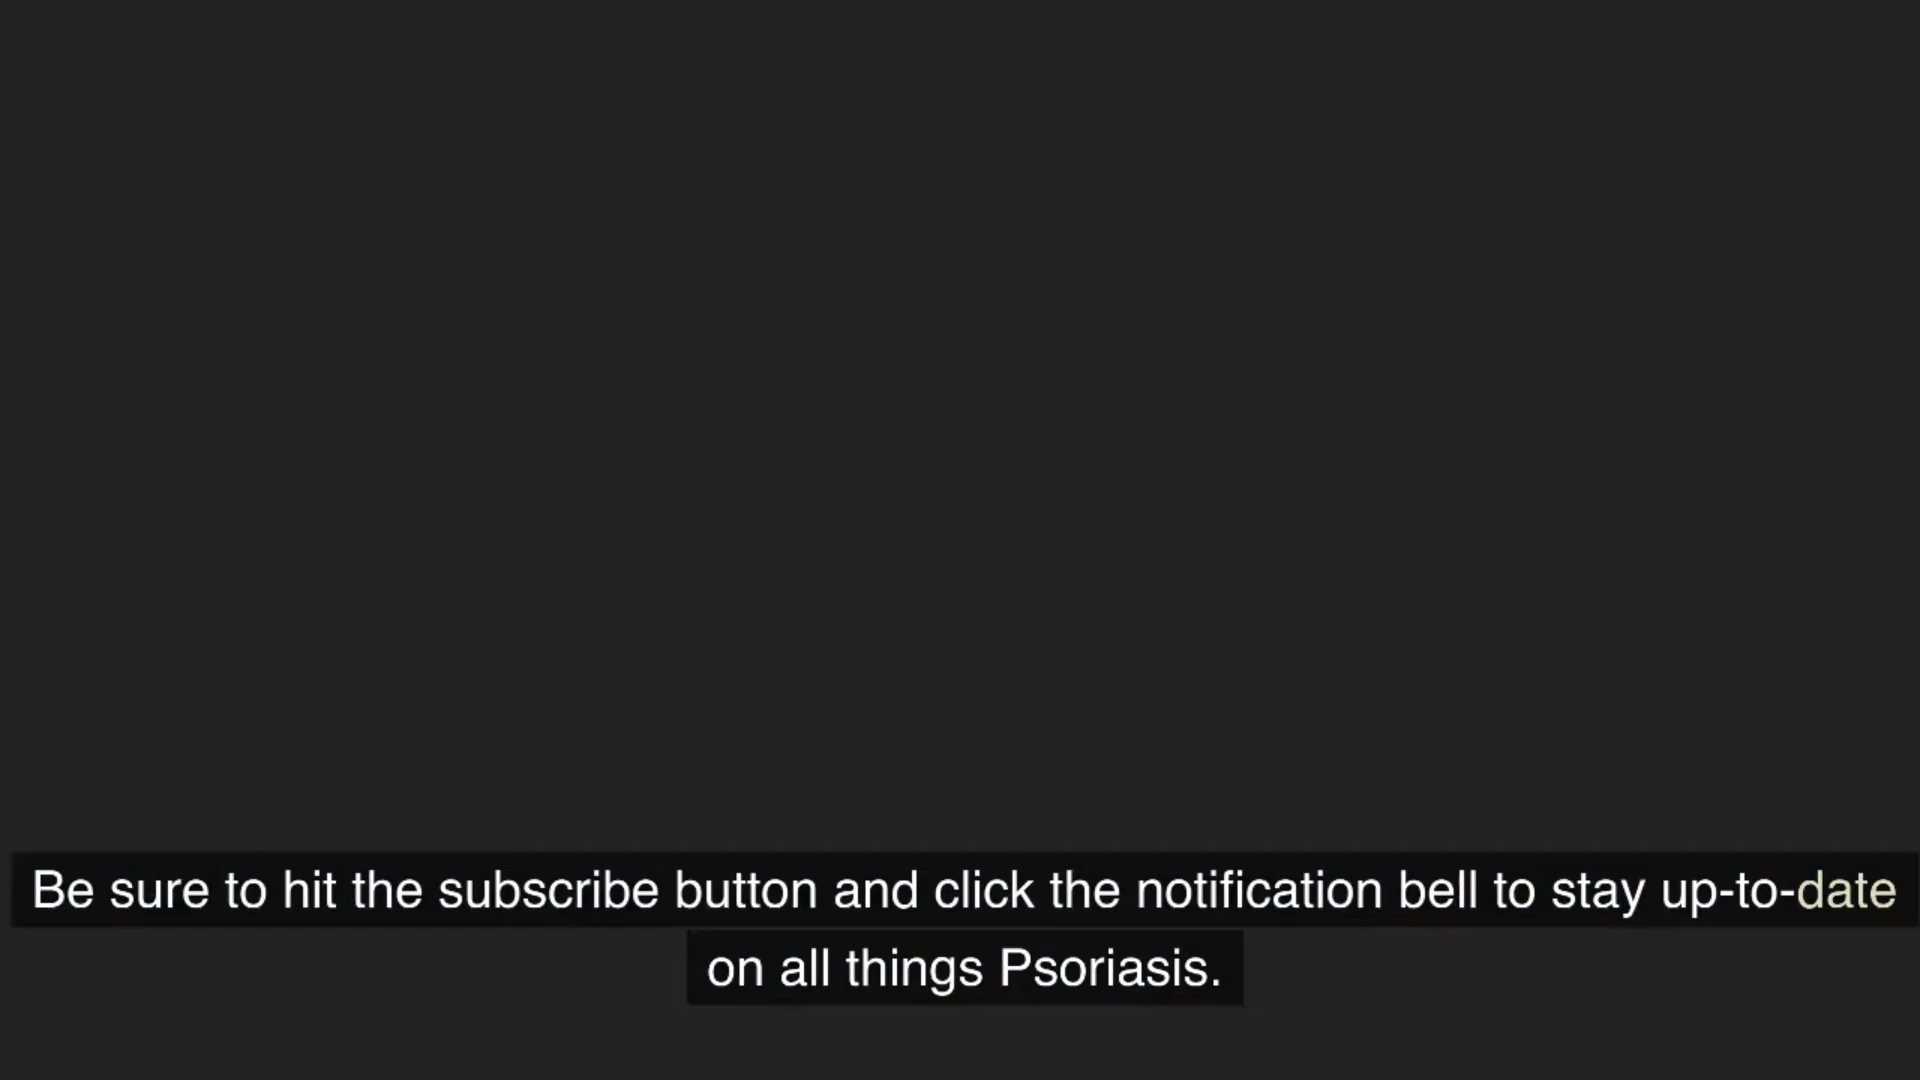 Be sure to hit the subscribe button and click the notification bell to stay up-to-date
on all things Psoriasis.